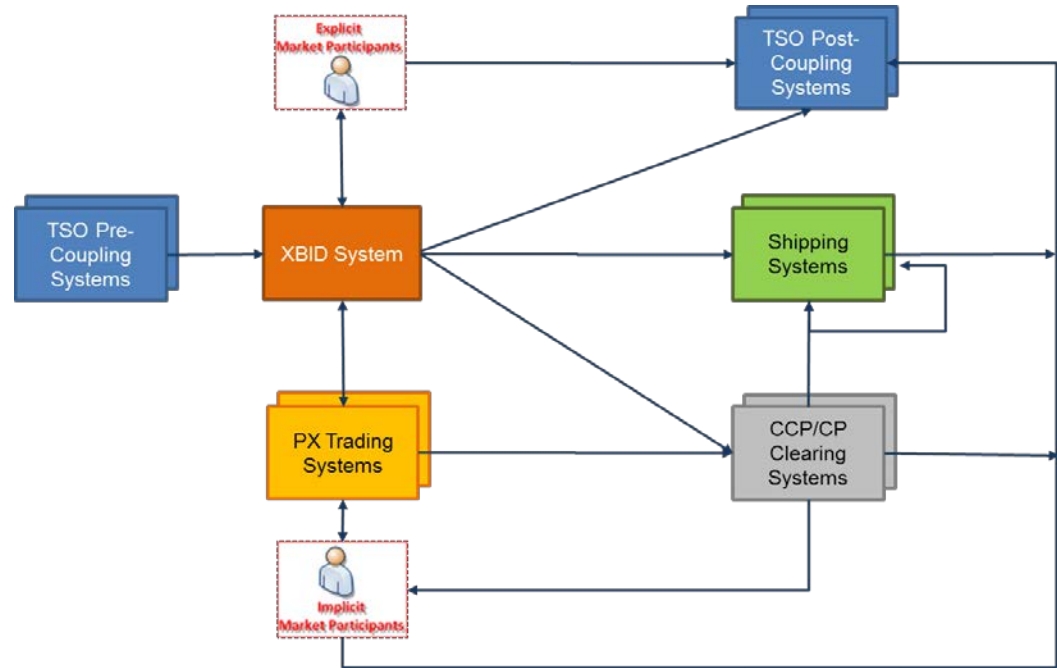 Explicit
Market Participants
TSO Post-
Coupling
Systems
TSO Pre-
Coupling
Systems
XBID System
Shipping
Systems
PX Trading
Systems
CCP/CP
Clearing
Systems
Implicit
Market Participants